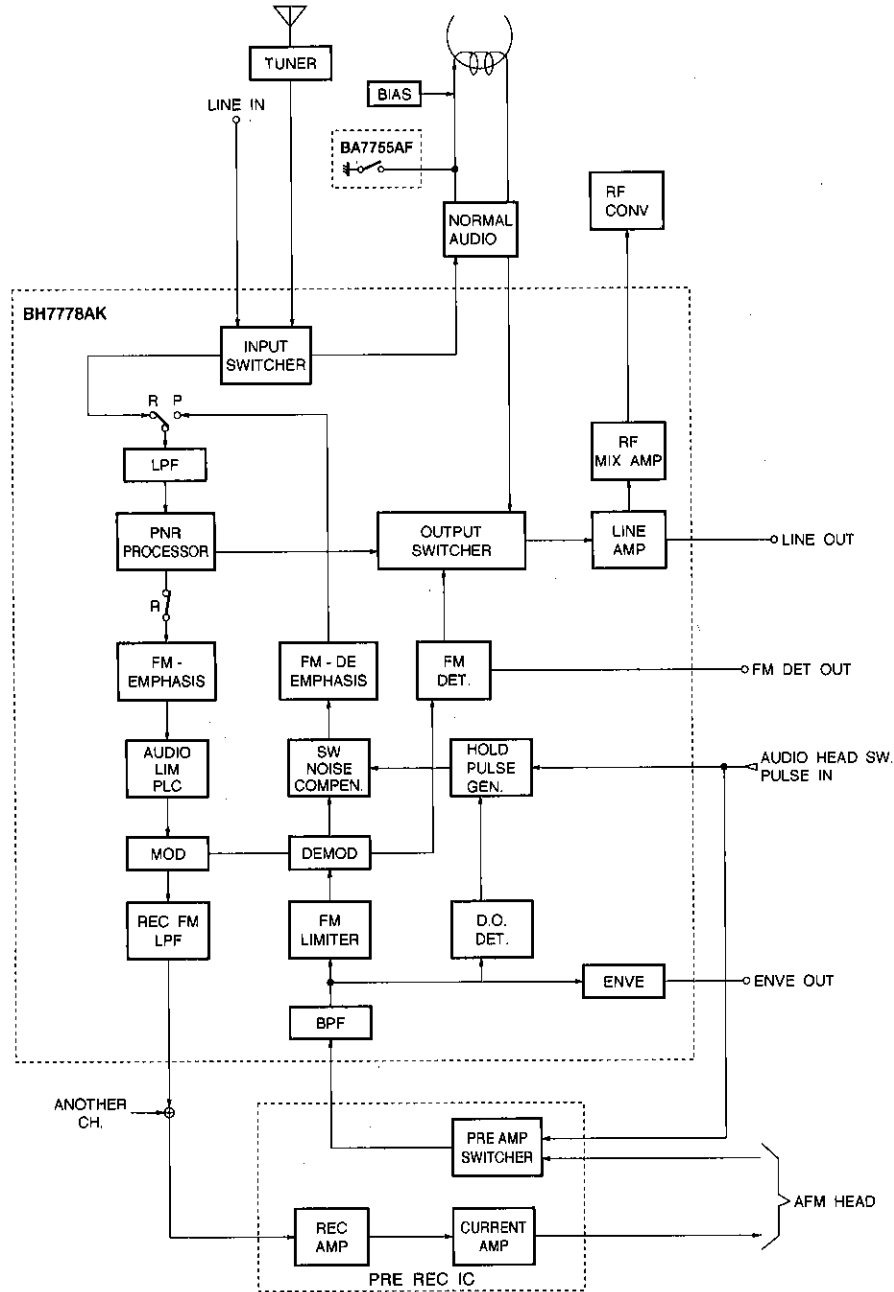 TUNER
LINE IN
BIAS
BA7755AF
NORMAL
AUDIO
RF
CONV
BH7778AK
INPUT
SWITCHER
R P
LPF
RF
MIX AMP
PNR
PROCESSOR
OUTPUT
SWITCHER
LINE
AMP
LINE OUT
R
FM -
EMPHASIS
FM - DE
EMPHASIS
FM
DET.
FM DET OUT
AUDIO
LIM
PLC
SW
NOISE
COMPEN.
HOLD
PULSE
GEN.
AUDIO HEAD SW.
PULSE IN
MOD
DEMOD
REC FM
LPF
FM
LIMITER
D.O.
DET.
ENVE
ENVE OUT
BPF
ANOTHER
CH.
PRE AMP
SWITCHER
AFM HEAD
REC
AMP
CURRENT
AMP
PRE REC IC